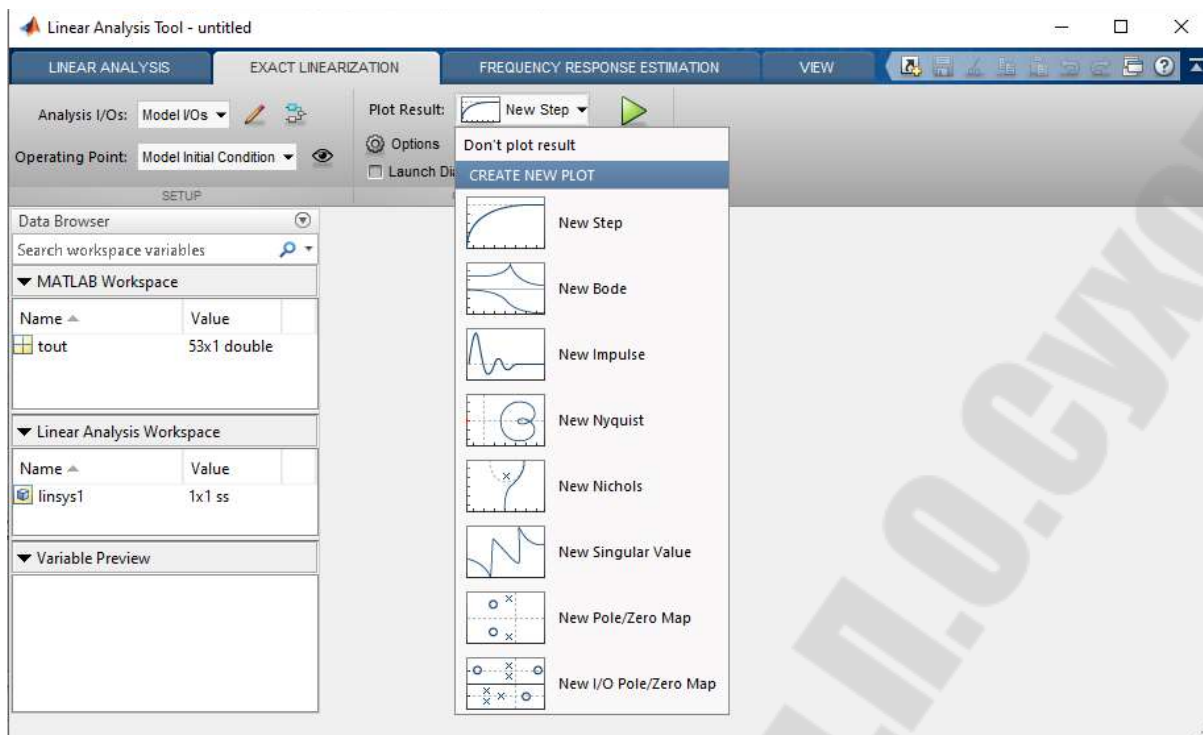 Linear Analysis Tool - untitled
LINEAR ANALYSIS
EXACT LINEARIZATION
FREQUENCY RESPONSE ESTIMATION
VIEW
Analysis I/Os: Model I/Os
Operating Point: Model Initial Condition
SETUP
Plot Result: New Step
Options
Launch Di
Don't plot result
CREATE NEW PLOT
New Step
New Bode
New Impulse
New Nyquist
New Nichols
New Singular Value
New Pole/Zero Map
New I/O Pole/Zero Map
Data Browser
Search workspace variables
MATLAB Workspace
Name Value
tout 53x1 double
Linear Analysis Workspace
Name Value
linsys1 1x1 ss
Variable Preview
П.О.Сухо